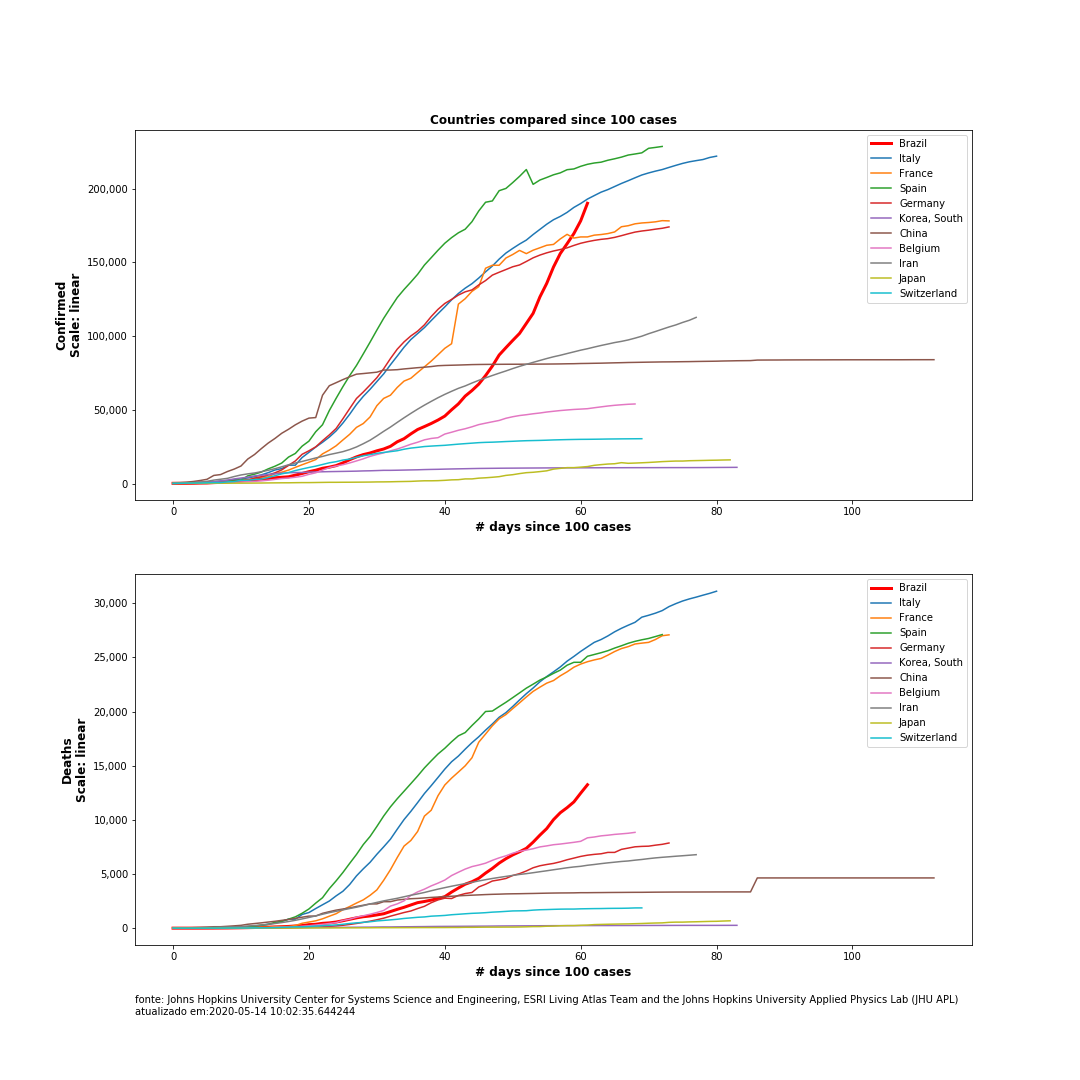 Countries compared since 100 cases
Confirmed
Scale: linear
200,000
150,000
100,000
50,000
0
0 20 40 60 80 100
# days since 100 cases
Brazil
Italy
France
Spain
Germany
Korea, South
China
Belgium
Iran
Japan
Switzerland
Deaths
Scale: linear
30,000
25,000
20,000
15,000
10,000
5,000
0
0 20 40 60 80 100
# days since 100 cases
Brazil
Italy
France
Spain
Germany
Korea, South
China
Belgium
Iran
Japan
Switzerland
fonte: Johns Hopkins University Center for Systems Science and Engineering, ESRI Living Atlas Team and the Johns Hopkins University Applied Physics Lab (JHU APL)
atualizado em:2020-05-14 10:02:35.644244